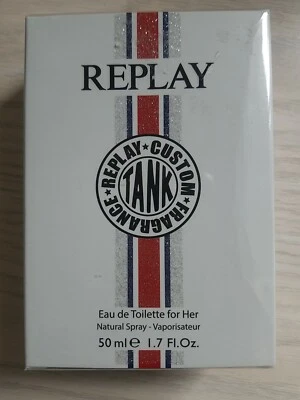 REPLAY
REPLAY★CUSTOM★FRAGRANCE★
TANK
Eau de Toilette for Her
Natural Spray - Vaporisateur
50 ml ℮ 1.7 Fl.Oz.